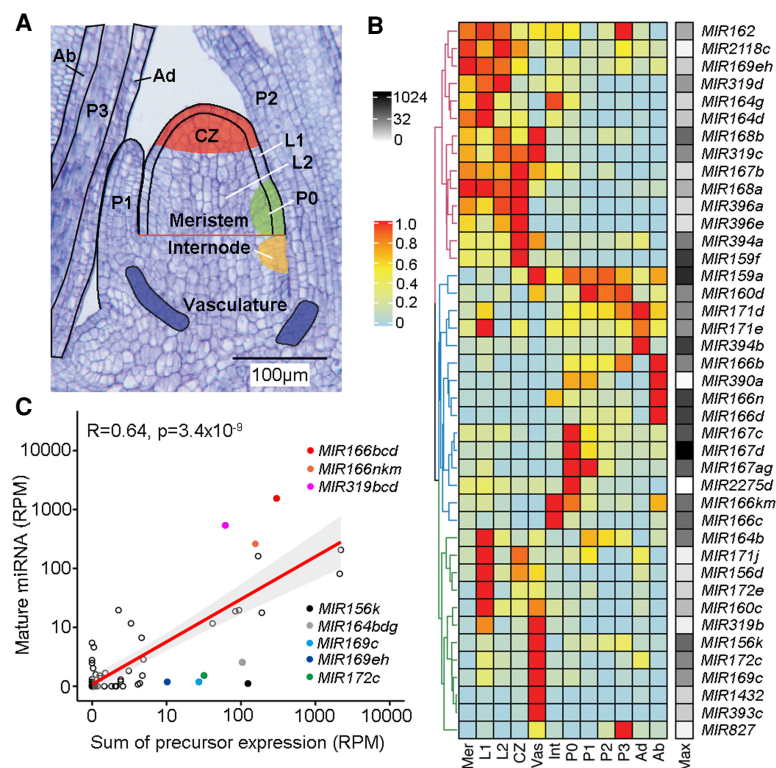 A
Ab
Ad
P3
P2
CZ
L1
L2
P1
P0
Meristem
Internode
Vasculature
100µm
B
1024
32
0
1.0
0.8
0.6
0.4
0.2
0
MIR162
MIR2118c
MIR169eh
MIR319d
MIR164g
MIR164d
MIR168b
MIR319c
MIR167b
MIR168a
MIR396a
MIR396e
MIR394a
MIR159f
MIR159a
MIR160d
MIR171d
MIR171e
MIR394b
MIR166b
MIR390a
MIR166n
MIR166d
MIR167c
MIR167d
MIR167ag
MIR2275d
MIR166km
MIR166c
MIR164b
MIR171j
MIR156d
MIR172e
MIR160c
MIR319b
MIR156k
MIR172c
MIR169c
MIR1432
MIR393c
MIR827
Mer L1 L2 CZ Vas Int P0 P1 P2 P3 Ad Ab Max
C
R=0.64, p=3.4x10⁻⁹
MIR166bcd
MIR166nkm
MIR319bcd
MIR156k
MIR164bdg
MIR169c
MIR169eh
MIR172c
Mature miRNA (RPM)
10000
1000
100
10
0
0 10 100 1000 10000
Sum of precursor expression (RPM)